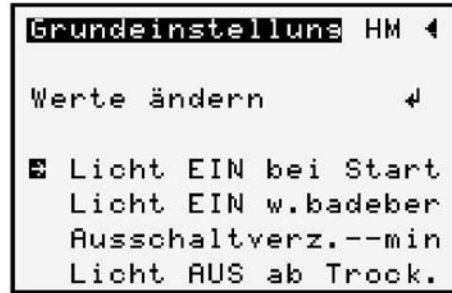 Grundeinstellung HM
Werte ändern
Licht EIN bei Start
Licht EIN w.badeber
Ausschaltverz.--min
Licht AUS ab Trock.